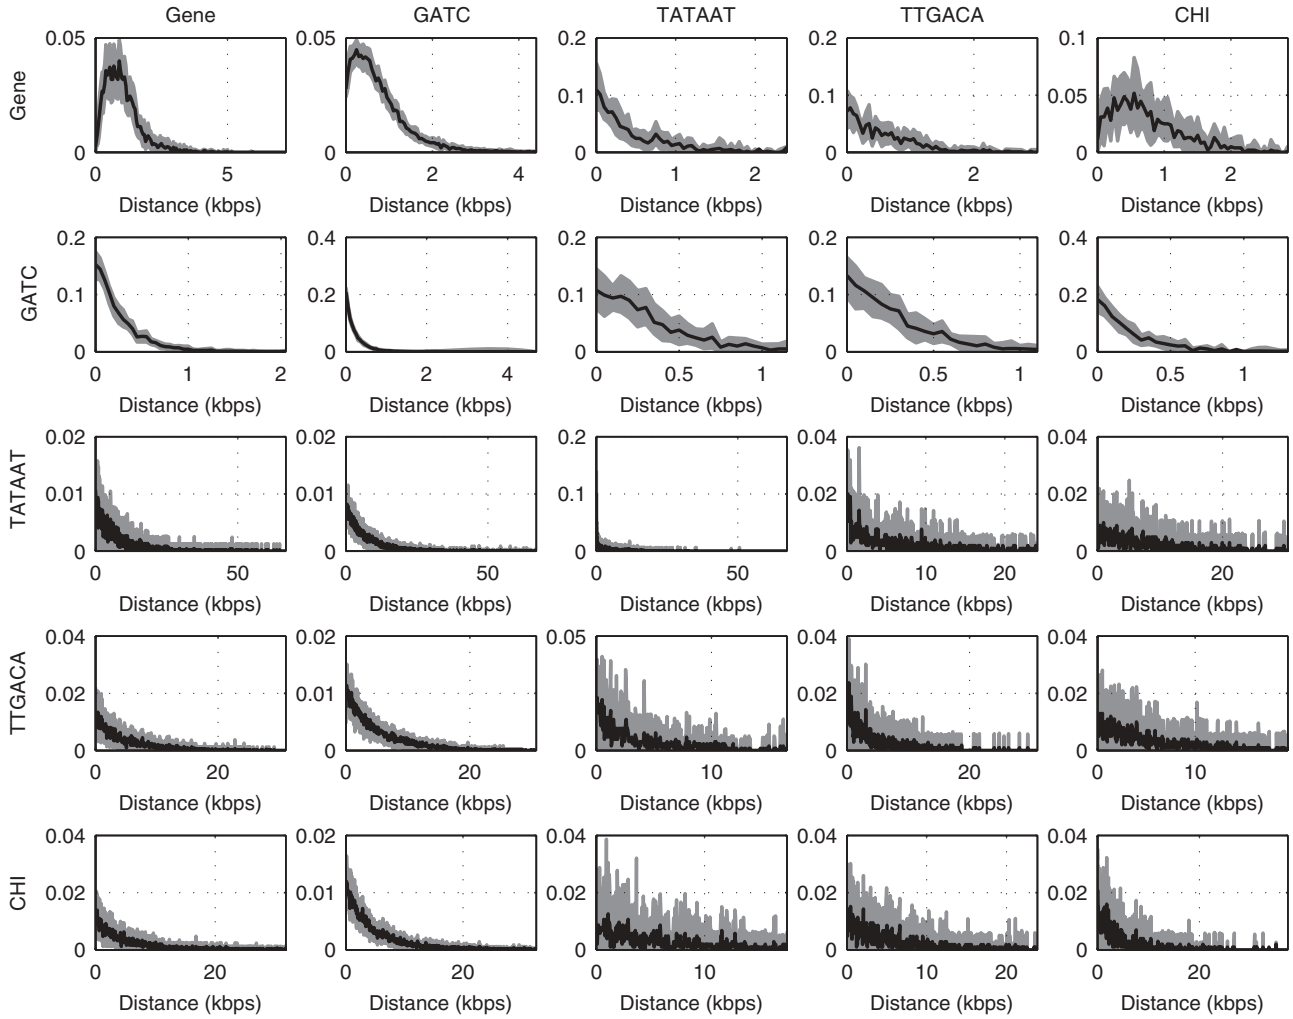 Gene GATC TATAAT TTGACA CHI
Gene
0.05 0 0 5 Distance (kbps)
0.05 0 0 2 4 Distance (kbps)
0.2 0.1 0 0 1 2 Distance (kbps)
0.2 0.1 0 0 2 Distance (kbps)
0.1 0.05 0 0 1 2 Distance (kbps)
GATC
0.2 0.1 0 0 1 2 Distance (kbps)
0.4 0.2 0 0 2 4 Distance (kbps)
0.2 0.1 0 0 0.5 1 Distance (kbps)
0.2 0.1 0 0 0.5 1 Distance (kbps)
0.4 0.2 0 0 0.5 1 Distance (kbps)
TATAAT
0.02 0.01 0 0 50 Distance (kbps)
0.02 0.01 0 0 50 Distance (kbps)
0.2 0.1 0 0 50 Distance (kbps)
0.04 0.02 0 0 10 20 Distance (kbps)
0.04 0.02 0 0 20 Distance (kbps)
TTGACA
0.04 0.02 0 0 20 Distance (kbps)
0.02 0.01 0 0 20 Distance (kbps)
0.05 0 0 10 Distance (kbps)
0.04 0.02 0 0 20 Distance (kbps)
0.04 0.02 0 0 10 Distance (kbps)
CHI
0.04 0.02 0 0 20 Distance (kbps)
0.02 0.01 0 0 20 Distance (kbps)
0.04 0.02 0 0 10 Distance (kbps)
0.04 0.02 0 0 10 20 Distance (kbps)
0.04 0.02 0 0 20 Distance (kbps)